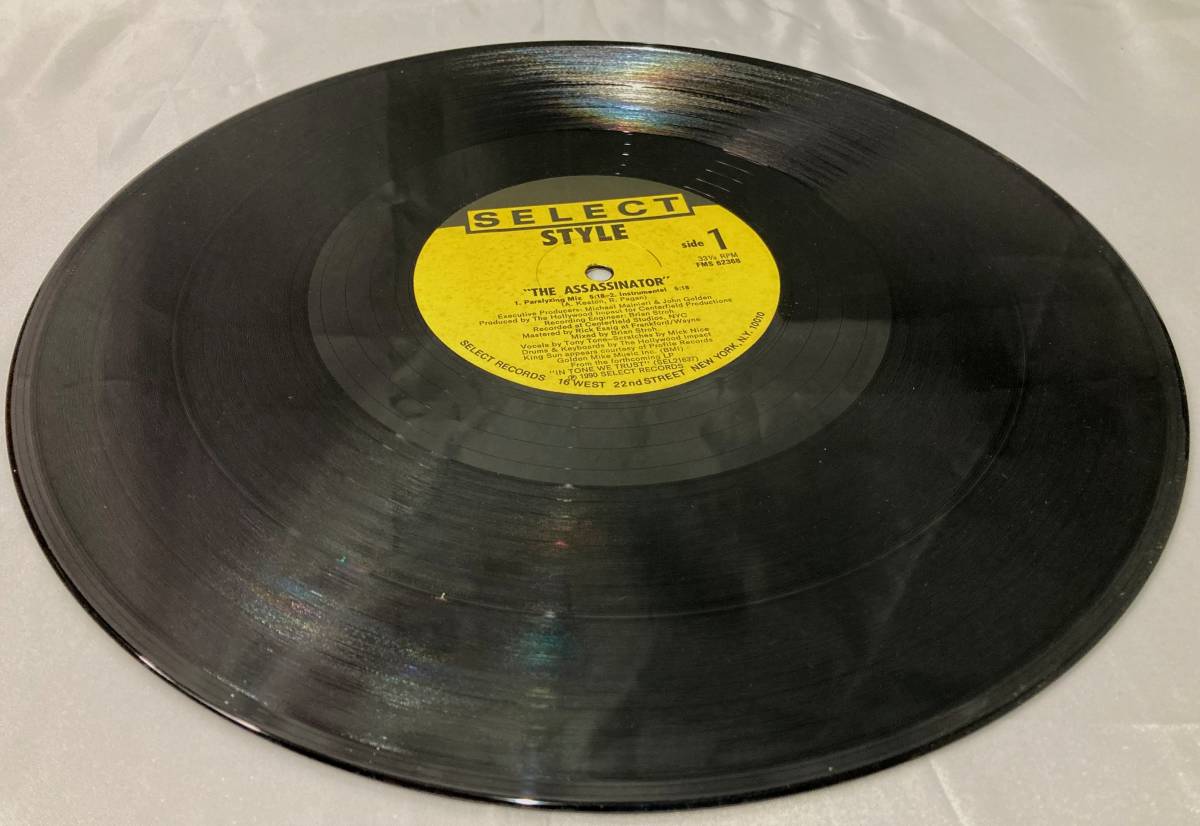 SELECT
STYLE
side 1
33⅓ RPM
FMS 62368
"THE ASSASSINATOR"
1. Paralyzing Mix 5:18–2. Instrumental 5:18
(A. Keaton, R. Pagan)
Executive Producers: Michael Mainieri & John Golden
Produced by The Hollywood Impact for Centerfield Productions
Recording Engineer: Brian Stroh
Recorded at Centerfield Studios, NYC
Mastered by Rick Essig at Frankford/Wayne
Mixed by Brian Stroh
Vocals by Tony Tone–Scratches by Mick Nice
Drums & Keyboards by The Hollywood Impact
King Sun appears courtesy of Profile Records
Golden Mike Music Inc. (BMI)
From the forthcoming LP
"IN TONE WE TRUST" (SEL21637)
℗ 1990 SELECT RECORDS
SELECT RECORDS 16 WEST 22nd STREET NEW YORK, N.Y. 10010